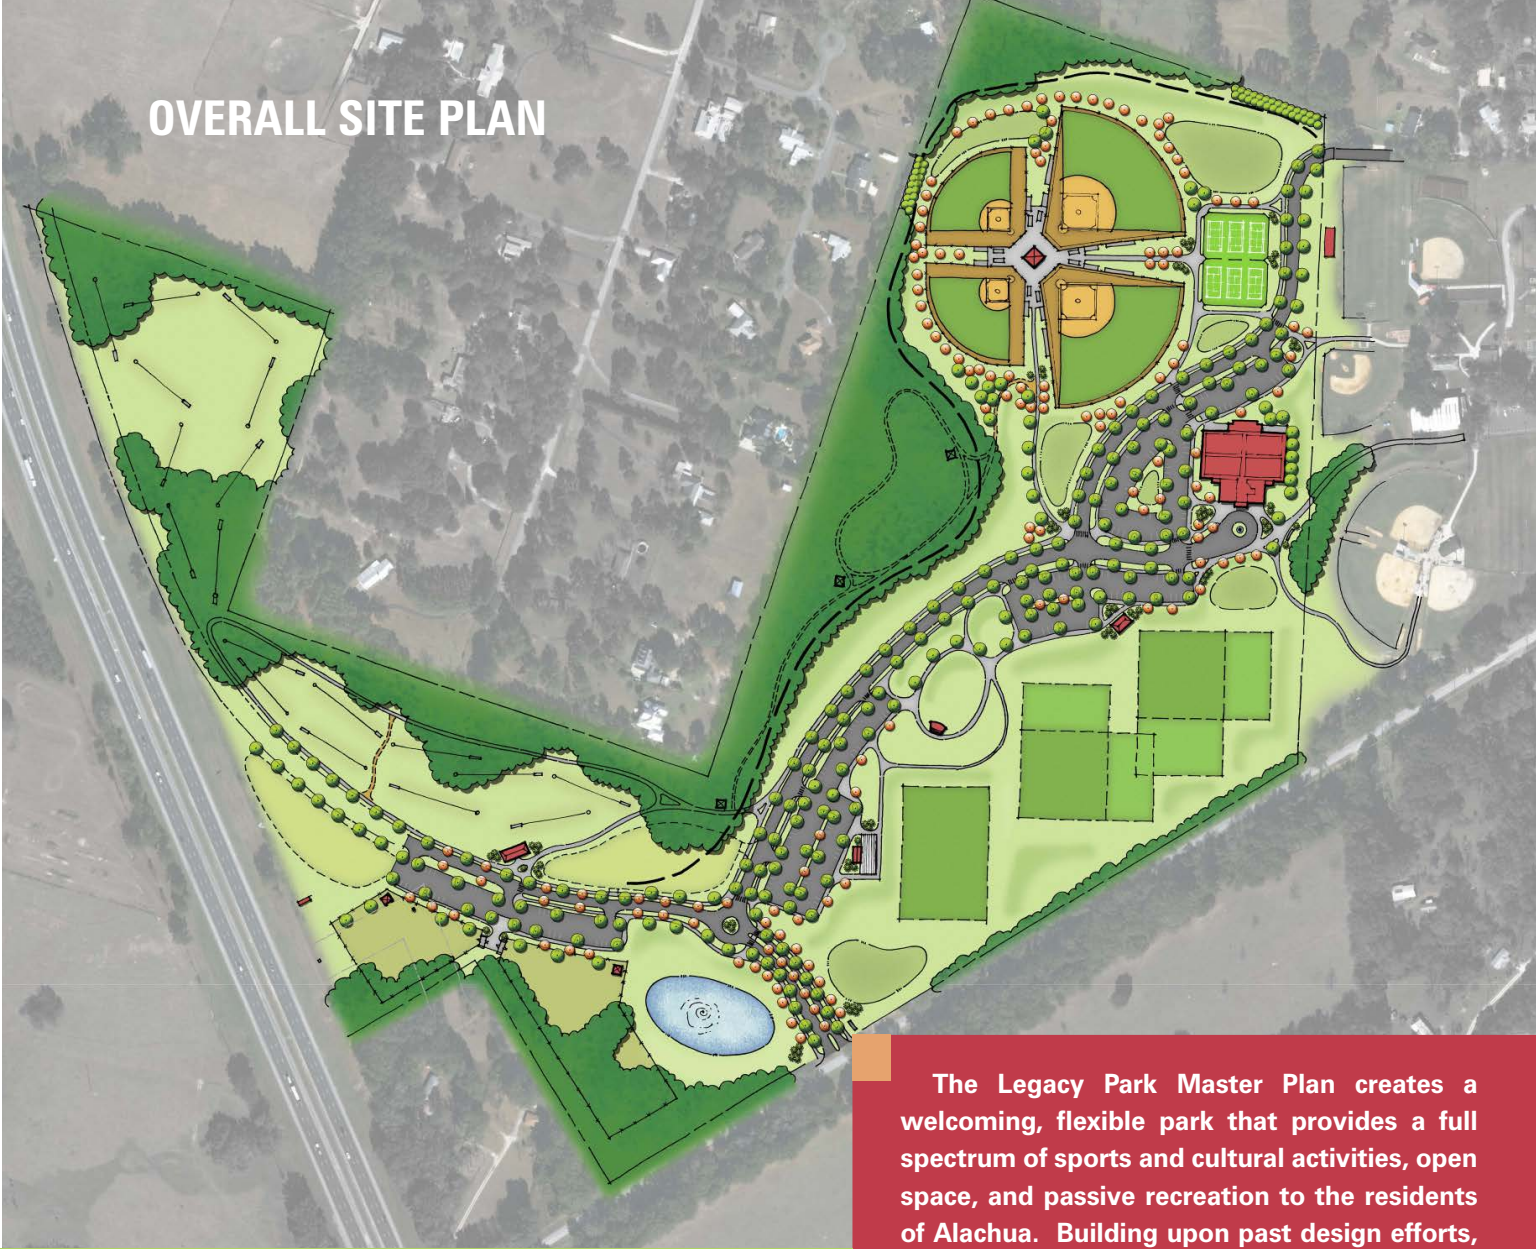 OVERALL SITE PLAN
The Legacy Park Master Plan creates a
welcoming, flexible park that provides a full
spectrum of sports and cultural activities, open
space, and passive recreation to the residents
of Alachua. Building upon past design efforts,